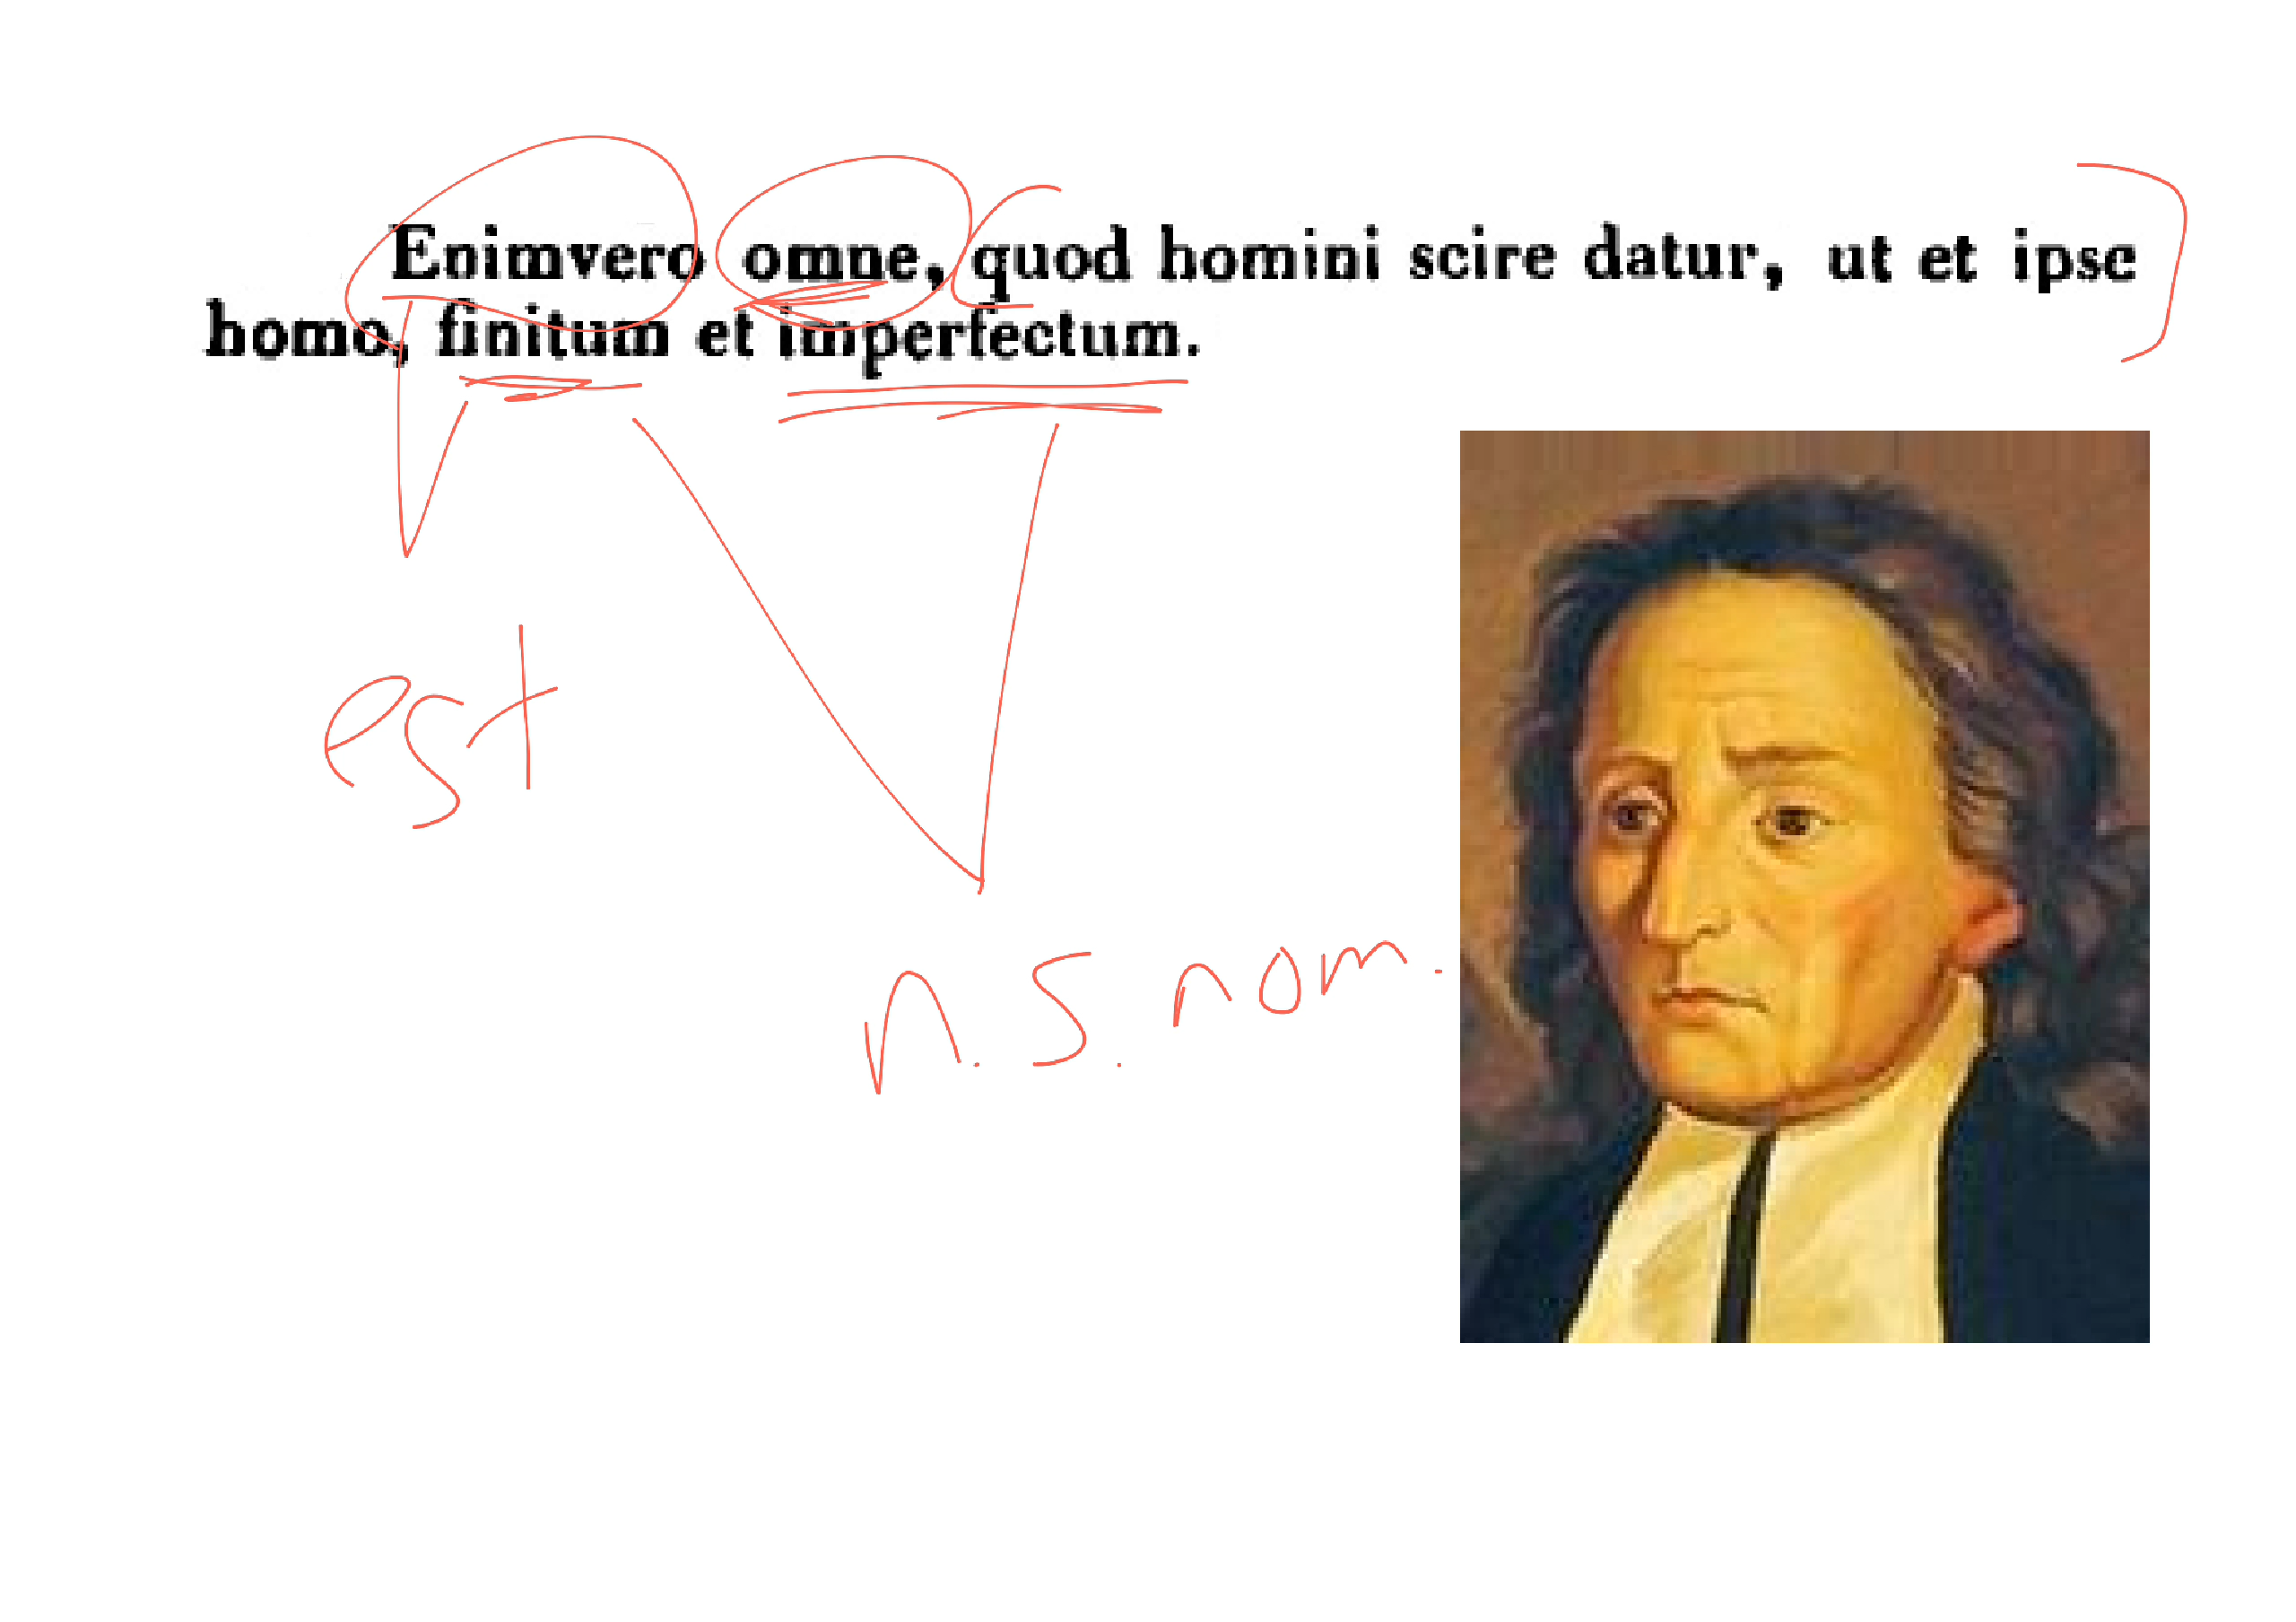 Enimvero omne, quod homini scire datur, ut et ipse
homo, finitum et imperfectum.
est
n. s. nom.